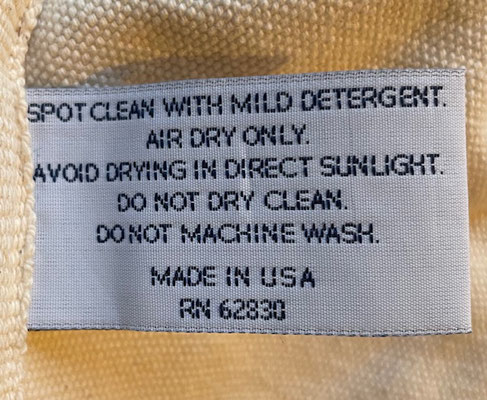 SPOT CLEAN WITH MILD DETERGENT.
AIR DRY ONLY.
AVOID DRYING IN DIRECT SUNLIGHT.
DO NOT DRY CLEAN.
DO NOT MACHINE WASH.
MADE IN USA
RN 62830